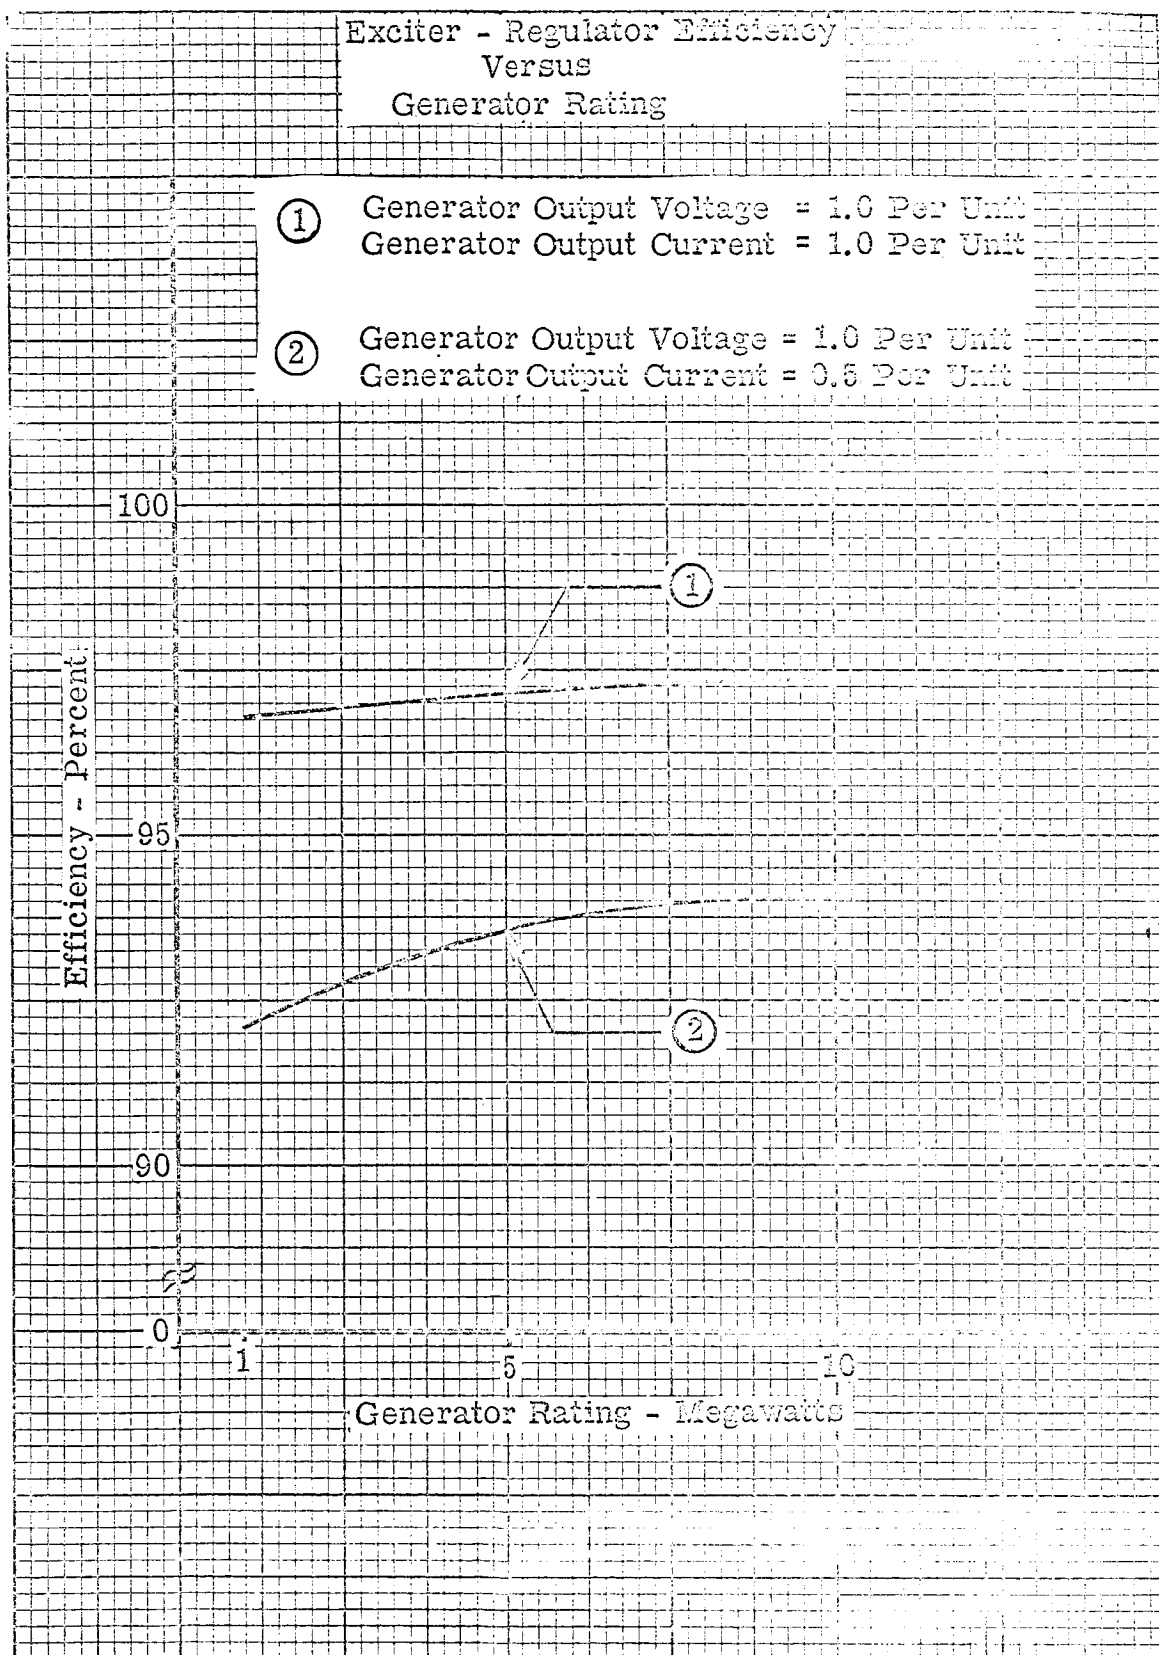 Exciter - Regulator Efficiency
Versus
Generator Rating
1 Generator Output Voltage = 1.0 Per Unit
Generator Output Current = 1.0 Per Unit
2 Generator Output Voltage = 1.0 Per Unit
Generator Output Current = Per Unit
100
1
Efficiency - Percent
95
2
90
0
1 5 10
Generator Rating - Megawatts